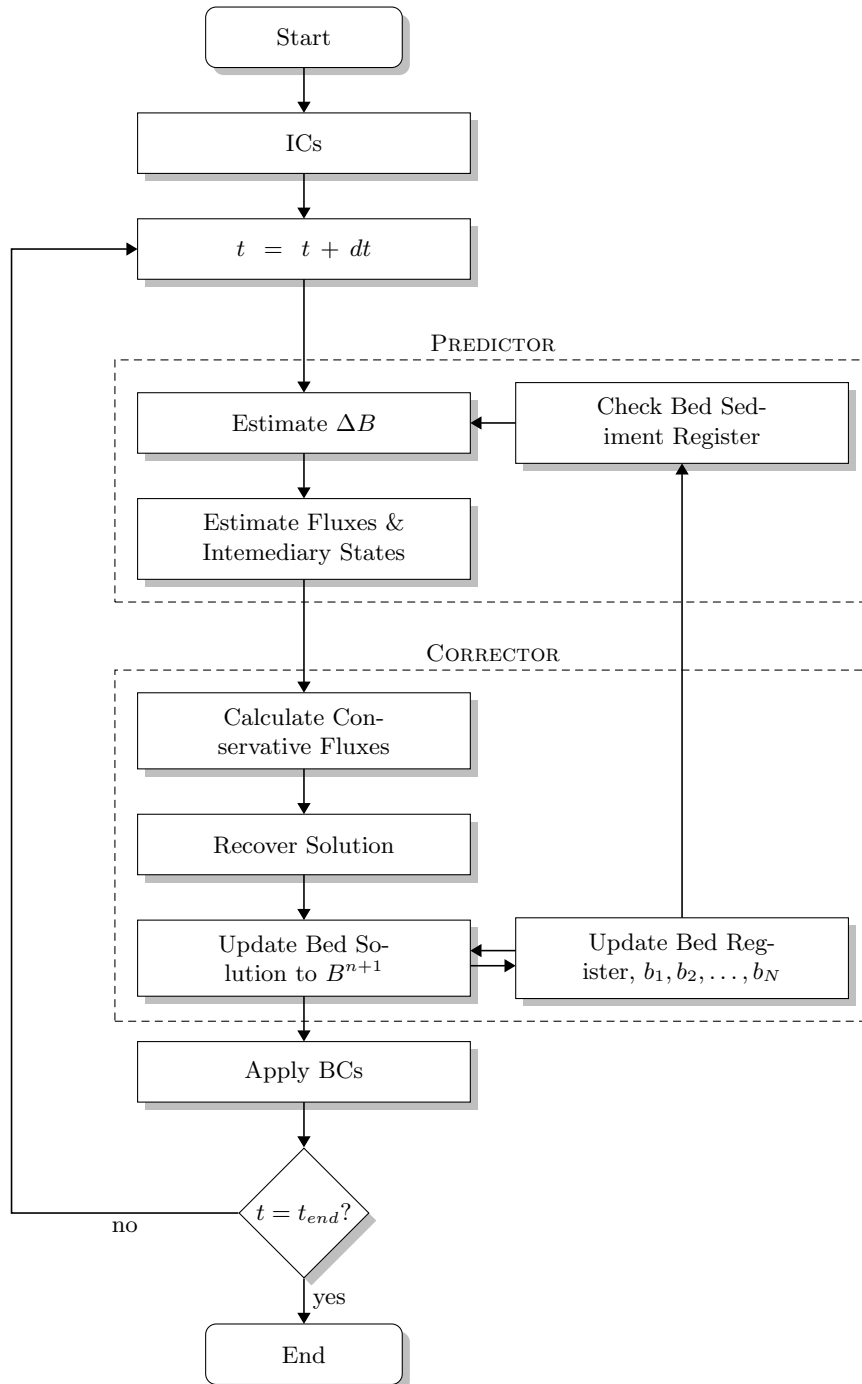 Start
ICs
t = t + dt
PREDICTOR
Estimate ΔB
Check Bed Sed-
iment Register
Estimate Fluxes &
Intemediary States
CORRECTOR
Calculate Con-
servative Fluxes
Recover Solution
Update Bed So-
lution to B^{n+1}
Update Bed Reg-
ister, b_1, b_2, . . . , b_N
Apply BCs
t = t_{end}?
no
yes
End